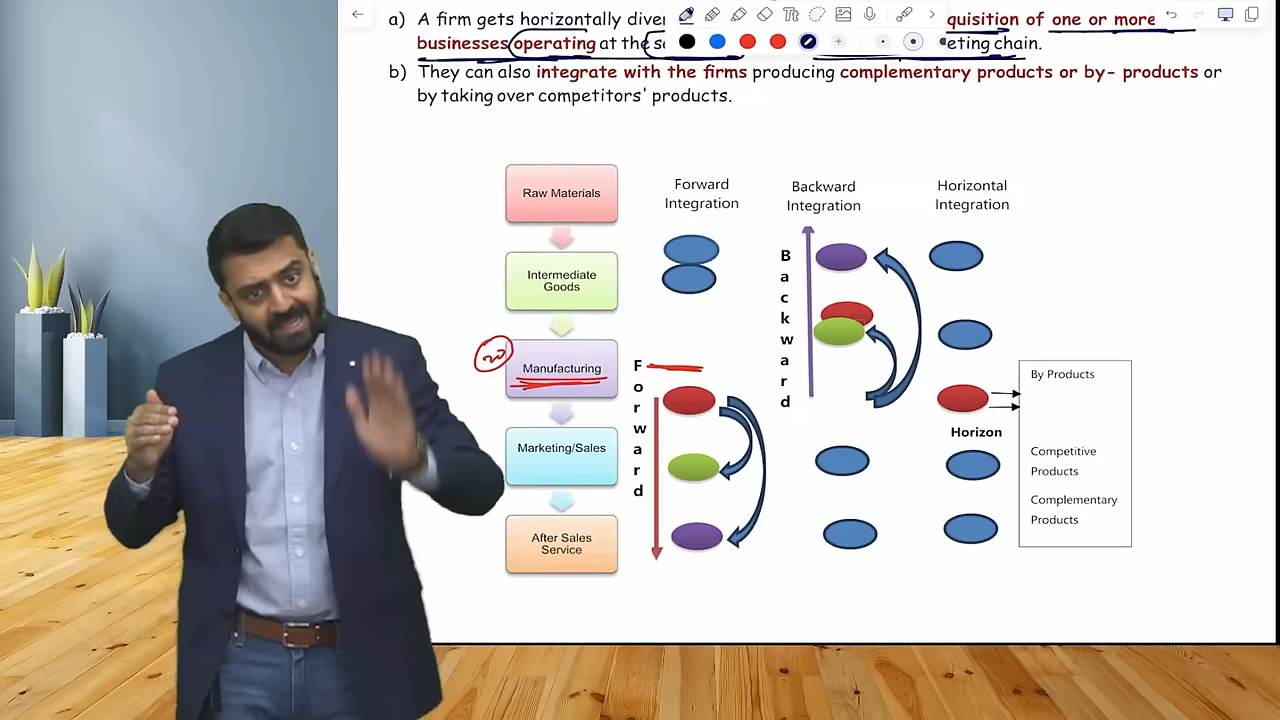 a) A firm gets horizontally diver quisition of one or more
businesses operating at the sa eting chain.
b) They can also integrate with the firms producing complementary products or by- products or
by taking over competitors' products.
Raw Materials
Intermediate
Goods
Manufacturing
Marketing/Sales
After Sales
Service
Forward
Integration
Forward
Backward
Integration
Backward
Horizontal
Integration
Horizon
By Products
Competitive
Products
Complementary
Products